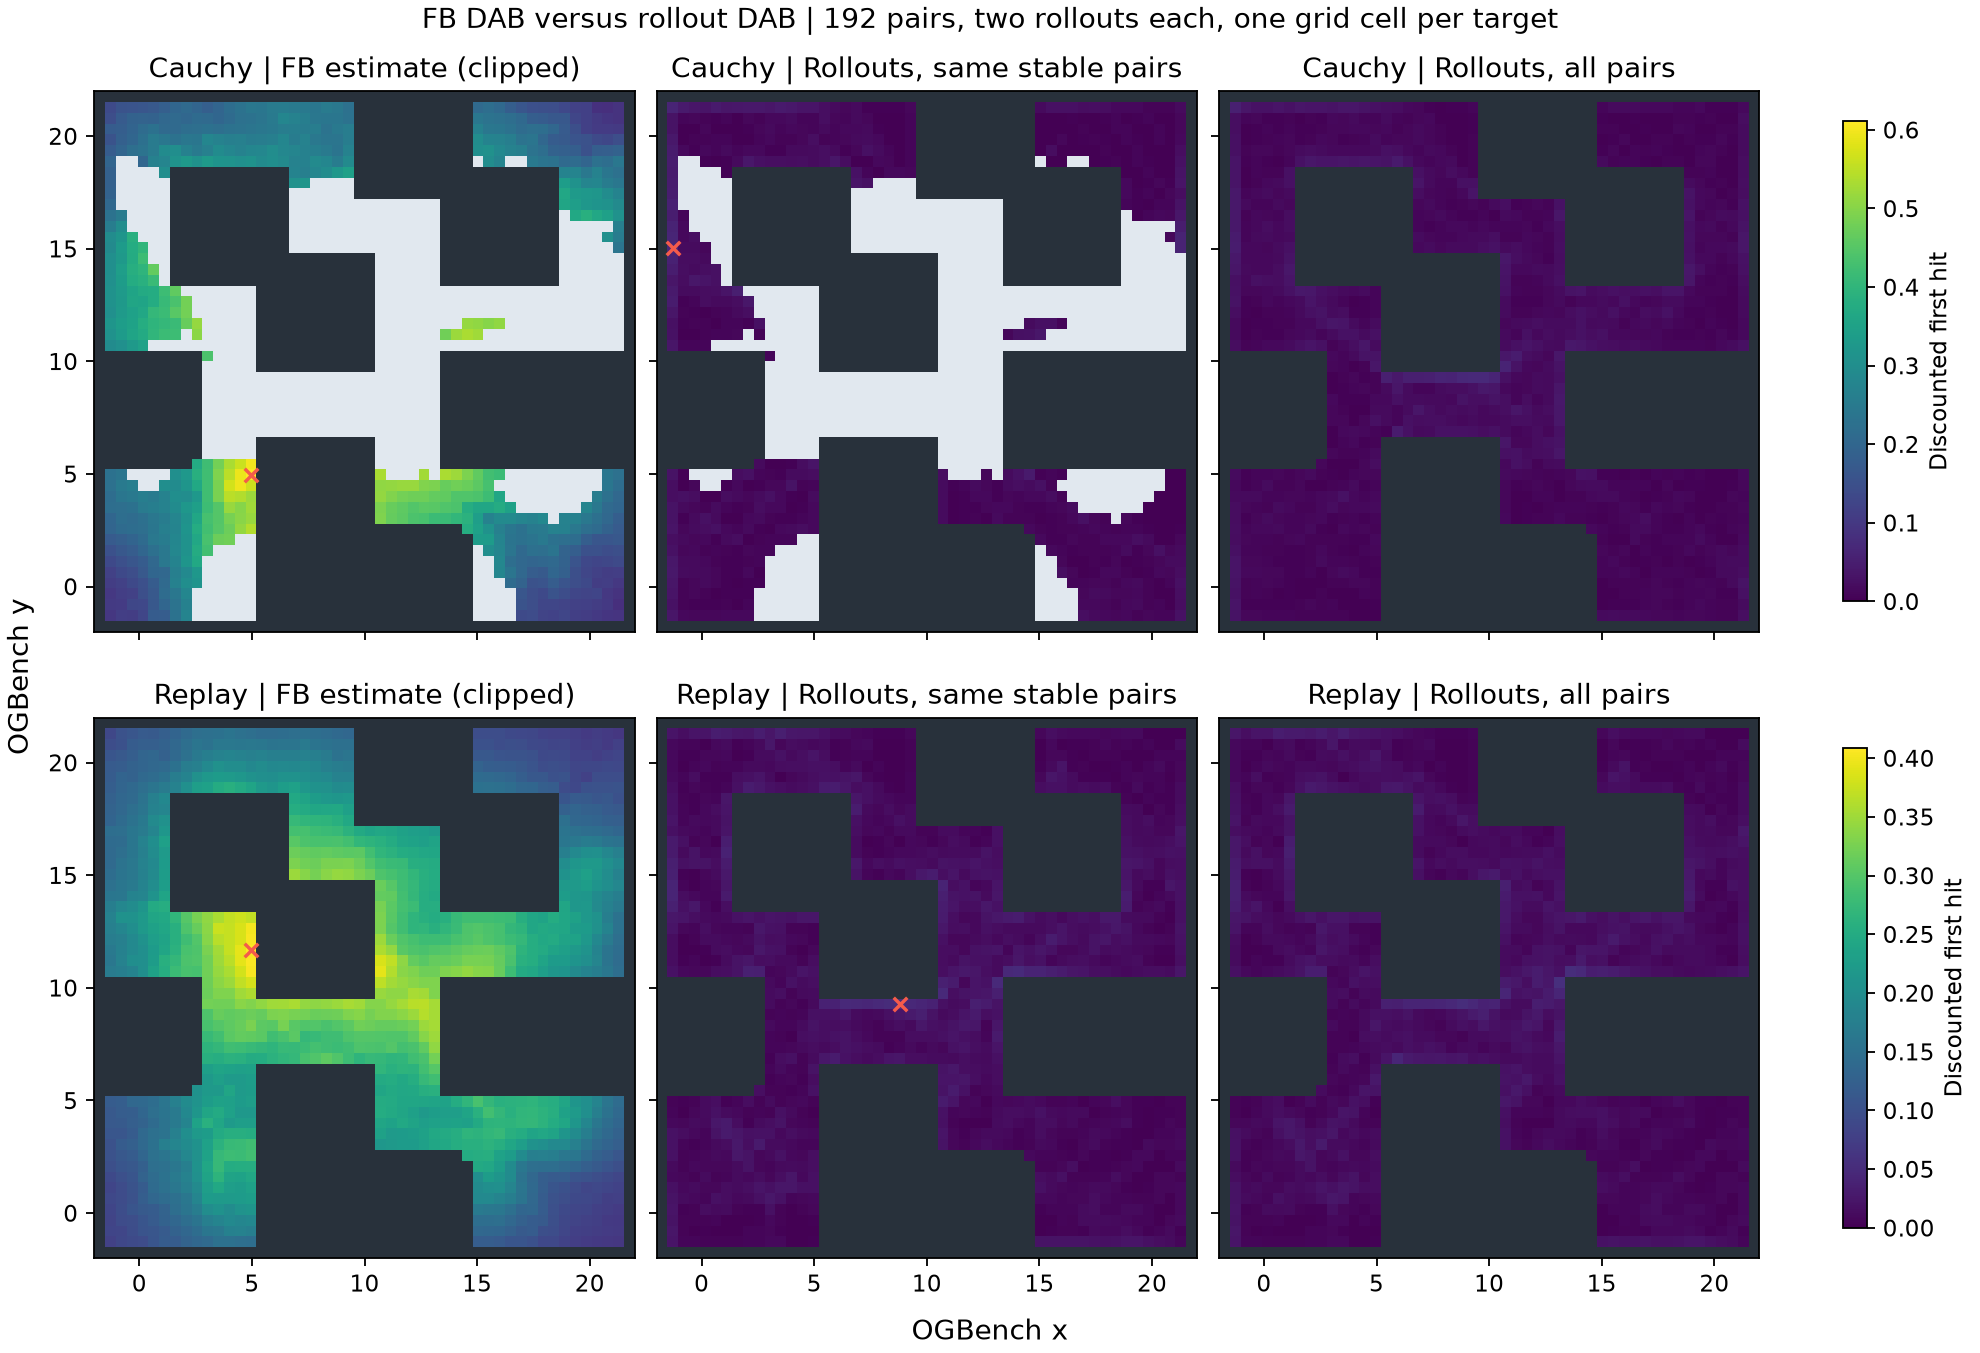 FB DAB versus rollout DAB | 192 pairs, two rollouts each, one grid cell per target
Cauchy | FB estimate (clipped)
Cauchy | Rollouts, same stable pairs
Cauchy | Rollouts, all pairs
20
15
10
5
0
0.6
0.5
0.4
0.3
0.2
0.1
0.0
Discounted first hit
OGBench y
Replay | FB estimate (clipped)
Replay | Rollouts, same stable pairs
Replay | Rollouts, all pairs
20
15
10
5
0
0.40
0.35
0.30
0.25
0.20
0.15
0.10
0.05
0.00
Discounted first hit
0 5 10 15 20
0 5 10 15 20
0 5 10 15 20
OGBench x